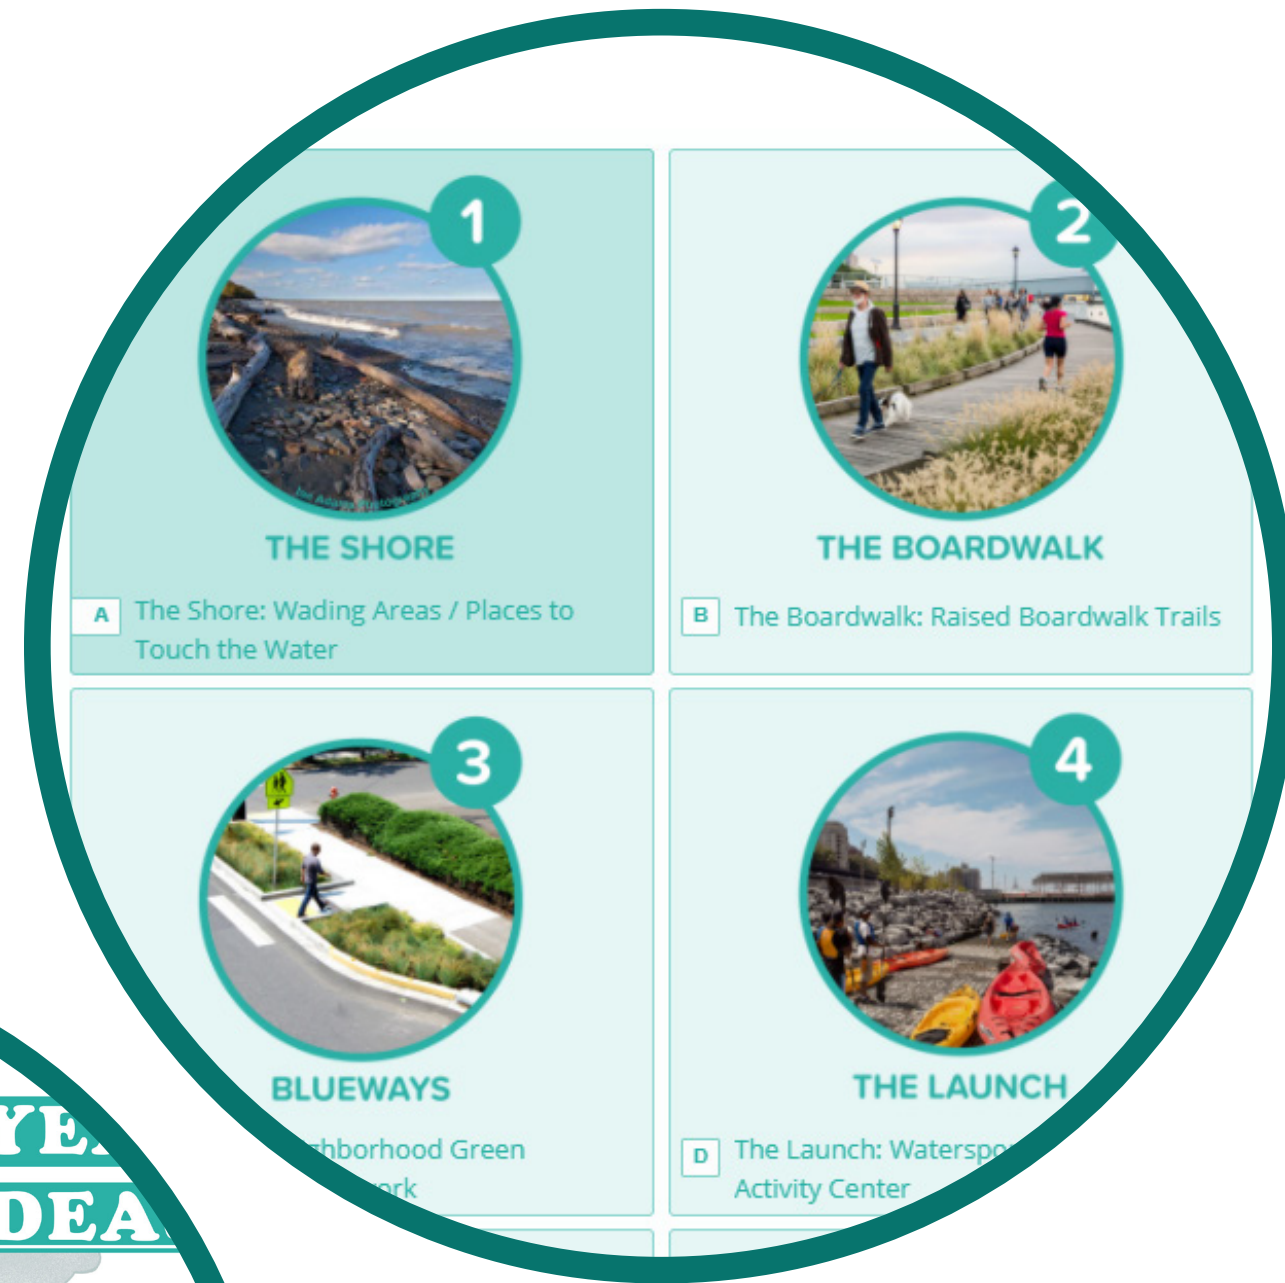 1
2
THE SHORE
THE BOARDWALK
A The Shore: Wading Areas / Places to
Touch the Water
B The Boardwalk: Raised Boardwalk Trails
3
4
BLUEWAYS
THE LAUNCH
Green
D The Launch:
Activity Center